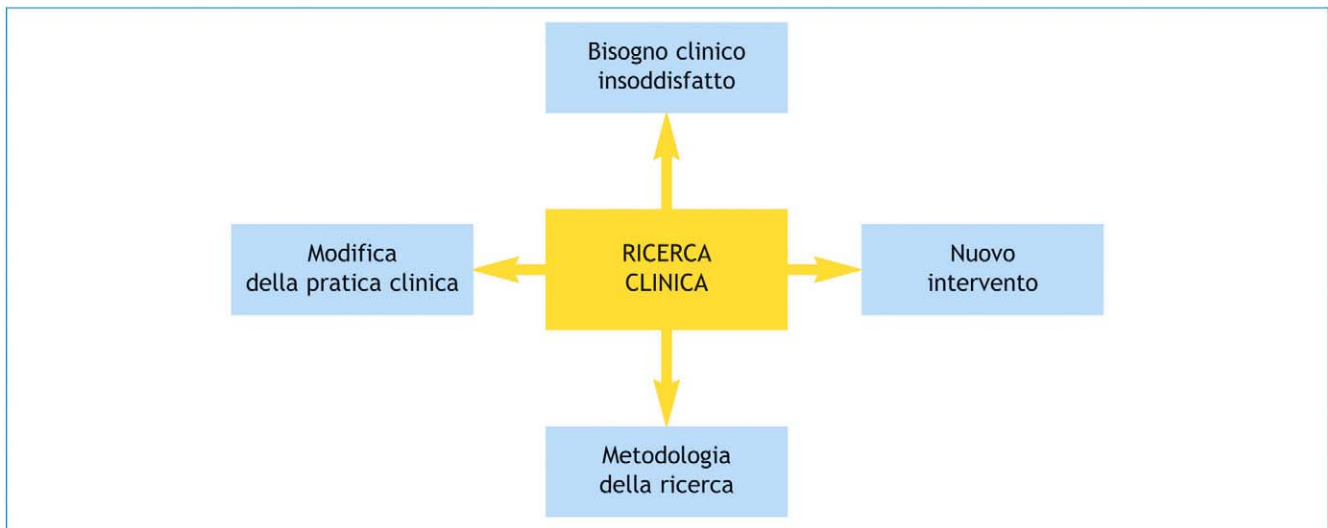 Bisogno clinico
insoddisfatto
Modifica
della pratica clinica
RICERCA
CLINICA
Nuovo
intervento
Metodologia
della ricerca